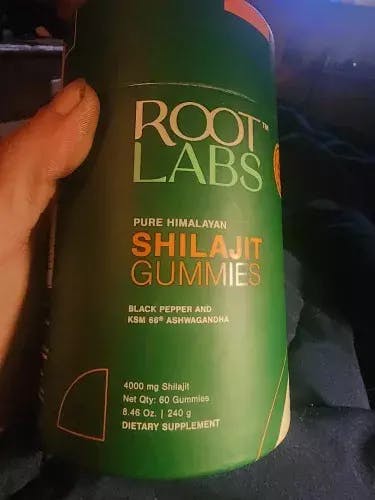 ROOT™
LABS
PURE HIMALAYAN
SHILAJIT
GUMMIES
BLACK PEPPER AND
KSM 66® ASHWAGANDHA
4000 mg Shilajit
Net Qty: 60 Gummies
8.46 Oz. | 240 g
DIETARY SUPPLEMENT